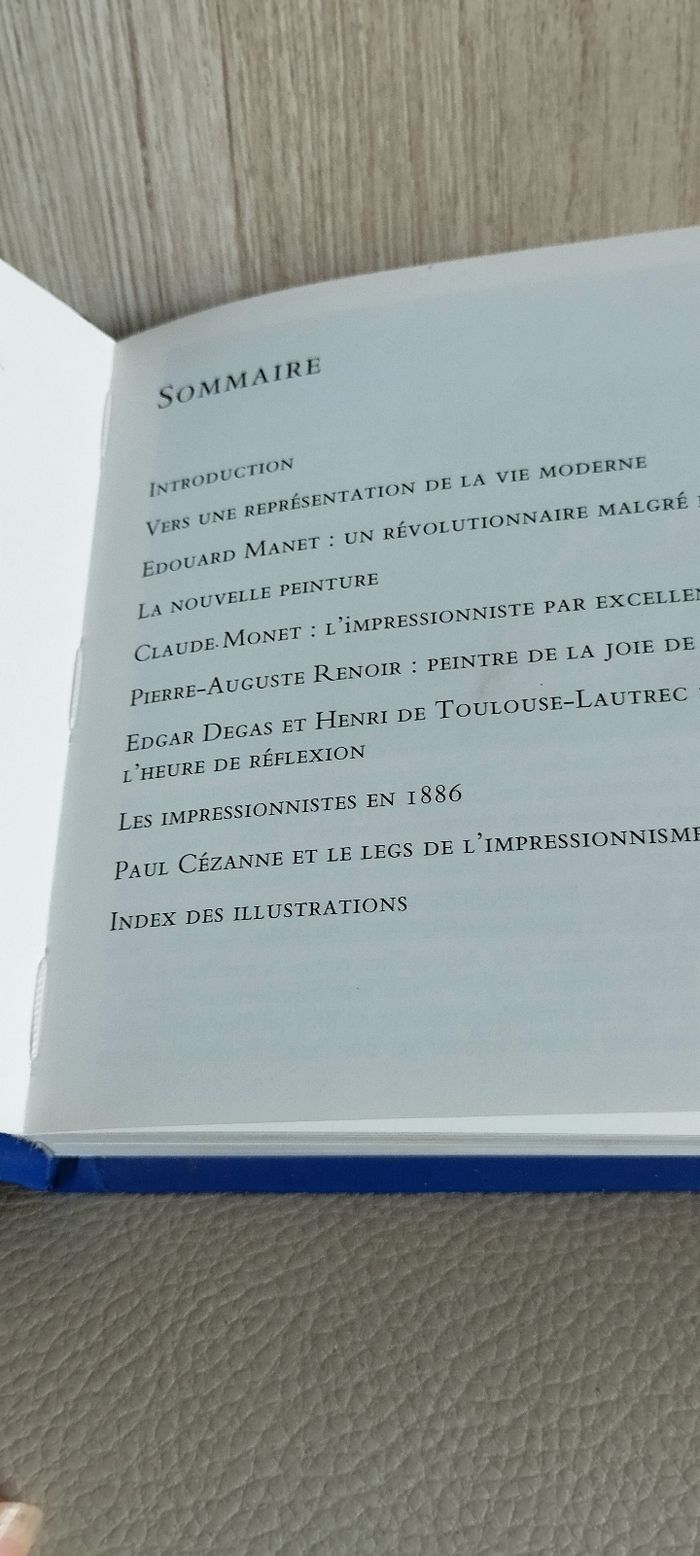 Sommaire
Introduction
Vers une représentation de la vie moderne
Edouard Manet : un révolutionnaire malgré
La nouvelle peinture
Claude Monet : l'impressionniste par
Pierre-Auguste Renoir : peintre de la joie de
Edgar Degas et Henri de Toulouse-Lautrec
l'heure de réflexion
Les impressionnistes en 1886
Paul Cézanne et le legs de l'impressionnisme
Index des illustrations